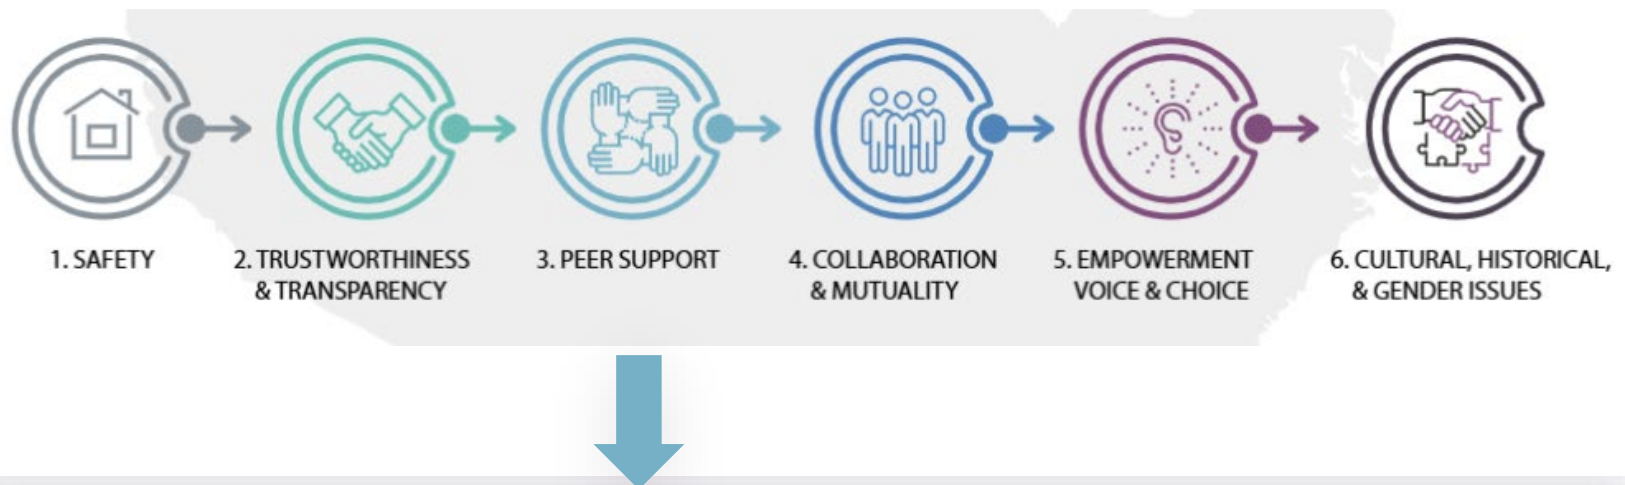 1. SAFETY
2. TRUSTWORTHINESS
& TRANSPARENCY
3. PEER SUPPORT
4. COLLABORATION
& MUTUALITY
5. EMPOWERMENT
VOICE & CHOICE
6. CULTURAL, HISTORICAL,
& GENDER ISSUES